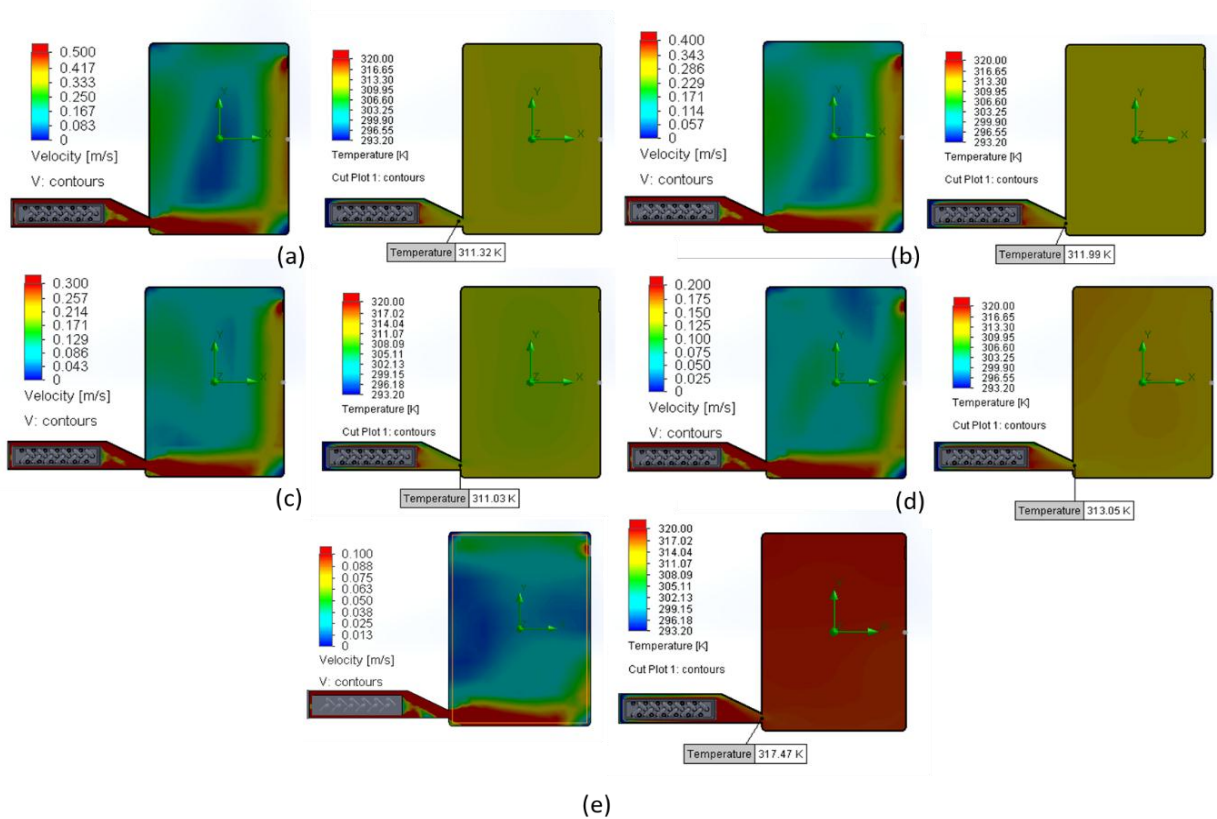 0.500
0.417
0.333
0.250
0.167
0.083
0
Velocity [m/s]
V: contours
Y
X
320.00
316.65
313.30
309.95
306.60
303.25
299.90
296.55
293.20
Temperature [K]
Cut Plot 1: contours
Y
Z
X
Temperature 311.32 K
(a)
0.400
0.343
0.286
0.229
0.171
0.114
0.057
0
Velocity [m/s]
V: contours
Y
Z
X
320.00
316.65
313.30
309.95
306.60
303.25
299.90
296.55
293.20
Temperature [K]
Cut Plot 1: contours
Y
Z
X
Temperature 311.99 K
(b)
0.300
0.257
0.214
0.171
0.129
0.086
0.043
0
Velocity [m/s]
V: contours
Y
Z
X
320.00
317.02
314.04
311.07
308.09
305.11
302.13
299.15
296.18
293.20
Temperature [K]
Cut Plot 1: contours
Y
Z
X
Temperature 311.03 K
(c)
0.200
0.175
0.150
0.125
0.100
0.075
0.050
0.025
0
Velocity [m/s]
V: contours
Y
Z
X
320.00
316.65
313.30
309.95
306.60
303.25
299.90
296.55
293.20
Temperature [K]
Cut Plot 1: contours
Y
Z
X
Temperature 313.05 K
(d)
0.100
0.088
0.075
0.063
0.050
0.038
0.025
0.013
0
Velocity [m/s]
V: contours
320.00
317.02
314.04
311.07
308.09
305.11
302.13
299.15
296.18
293.20
Temperature [K]
Cut Plot 1: contours
Temperature 317.47 K
(e)